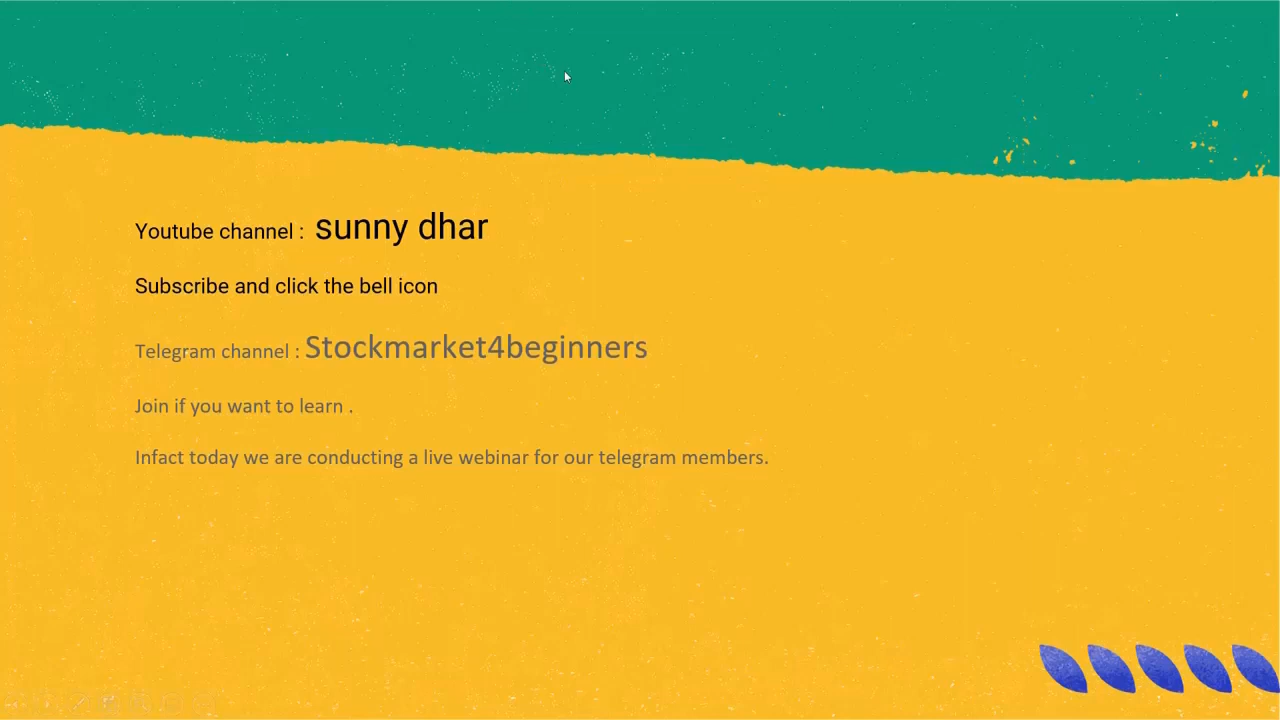 Youtube channel : sunny dhar
Subscribe and click the bell icon
Telegram channel : Stockmarket4beginners
Join if you want to learn .
Infact today we are conducting a live webinar for our telegram members.